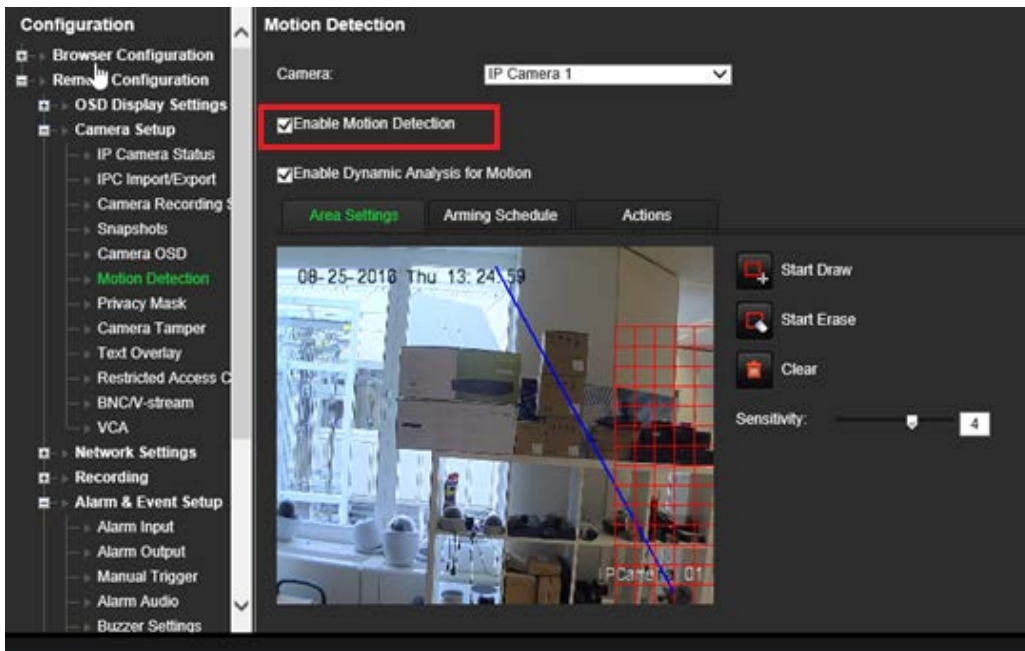 Configuration
Browser Configuration
Remote Configuration
OSD Display Settings
Camera Setup
IP Camera Status
IPC Import/Export
Camera Recording S
Snapshots
Camera OSD
Motion Detection
Privacy Mask
Camera Tamper
Text Overlay
Restricted Access C
BNC/V-stream
VCA
Network Settings
Recording
Alarm & Event Setup
Alarm Input
Alarm Output
Manual Trigger
Alarm Audio
Buzzer Settings
Motion Detection
Camera:
IP Camera 1
Enable Motion Detection
Enable Dynamic Analysis for Motion
Area Settings
Arming Schedule
Actions
08-25-2016 Thu 13:24:59
IPCamera 01
Start Draw
Start Erase
Clear
Sensitivity:
4